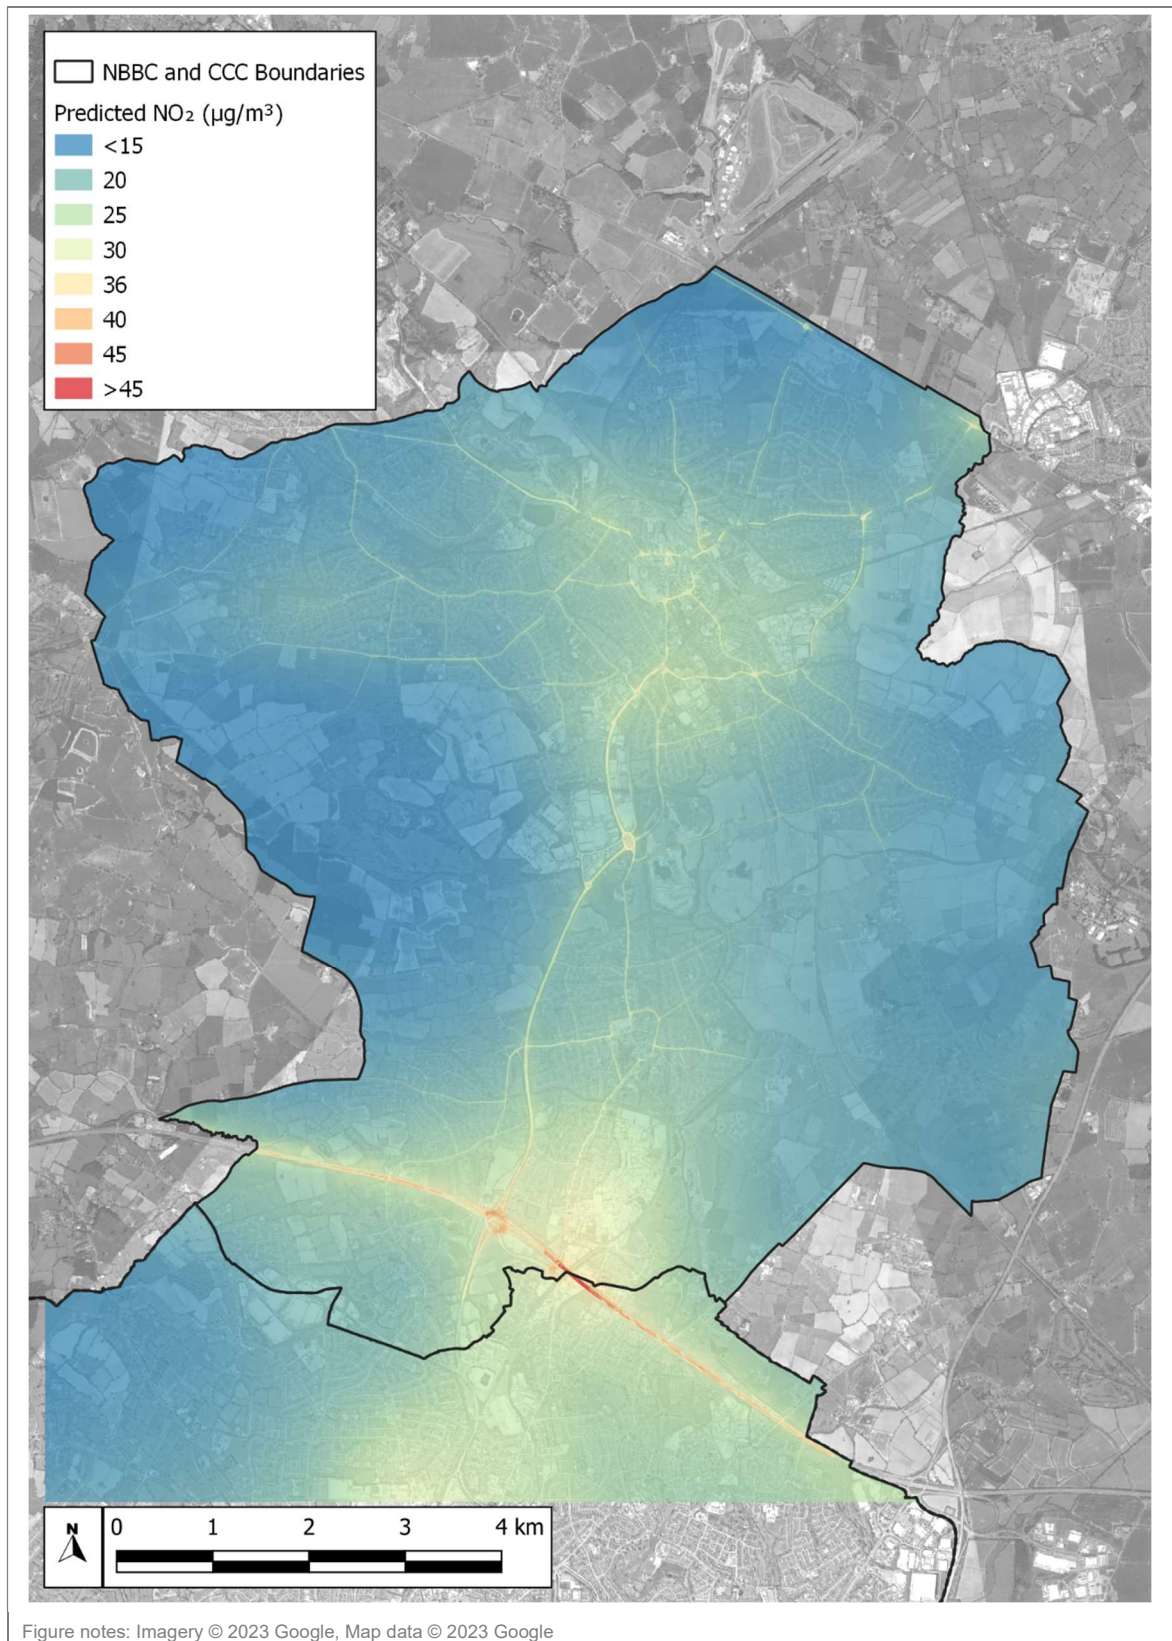 NBBC and CCC Boundaries
Predicted NO₂ (µg/m³)
<15
20
25
30
36
40
45
>45
N
0 1 2 3 4 km
Figure notes: Imagery © 2023 Google, Map data © 2023 Google